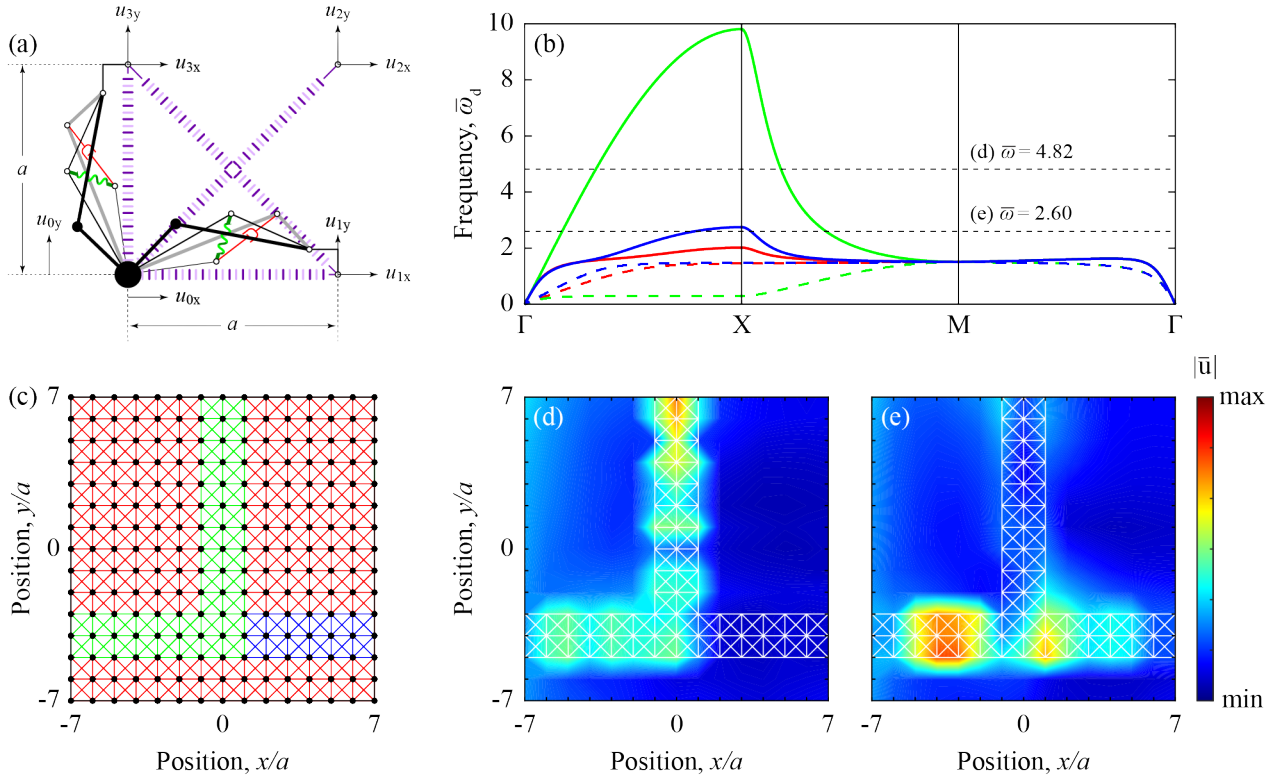 (a)
u3y
u2y
u3x
u2x
a
u0y
u1y
u1x
u0x
a
(b)
10
8
6
4
2
0
Frequency, ω̅d
(d) ω̅ = 4.82
(e) ω̅ = 2.60
Γ X M Γ
(c)
7
0
-7
Position, y/a
-7 0 7
Position, x/a
(d)
7
0
-7
Position, y/a
-7 0 7
Position, x/a
(e)
-7 0 7
Position, x/a
|u̅|
max
min